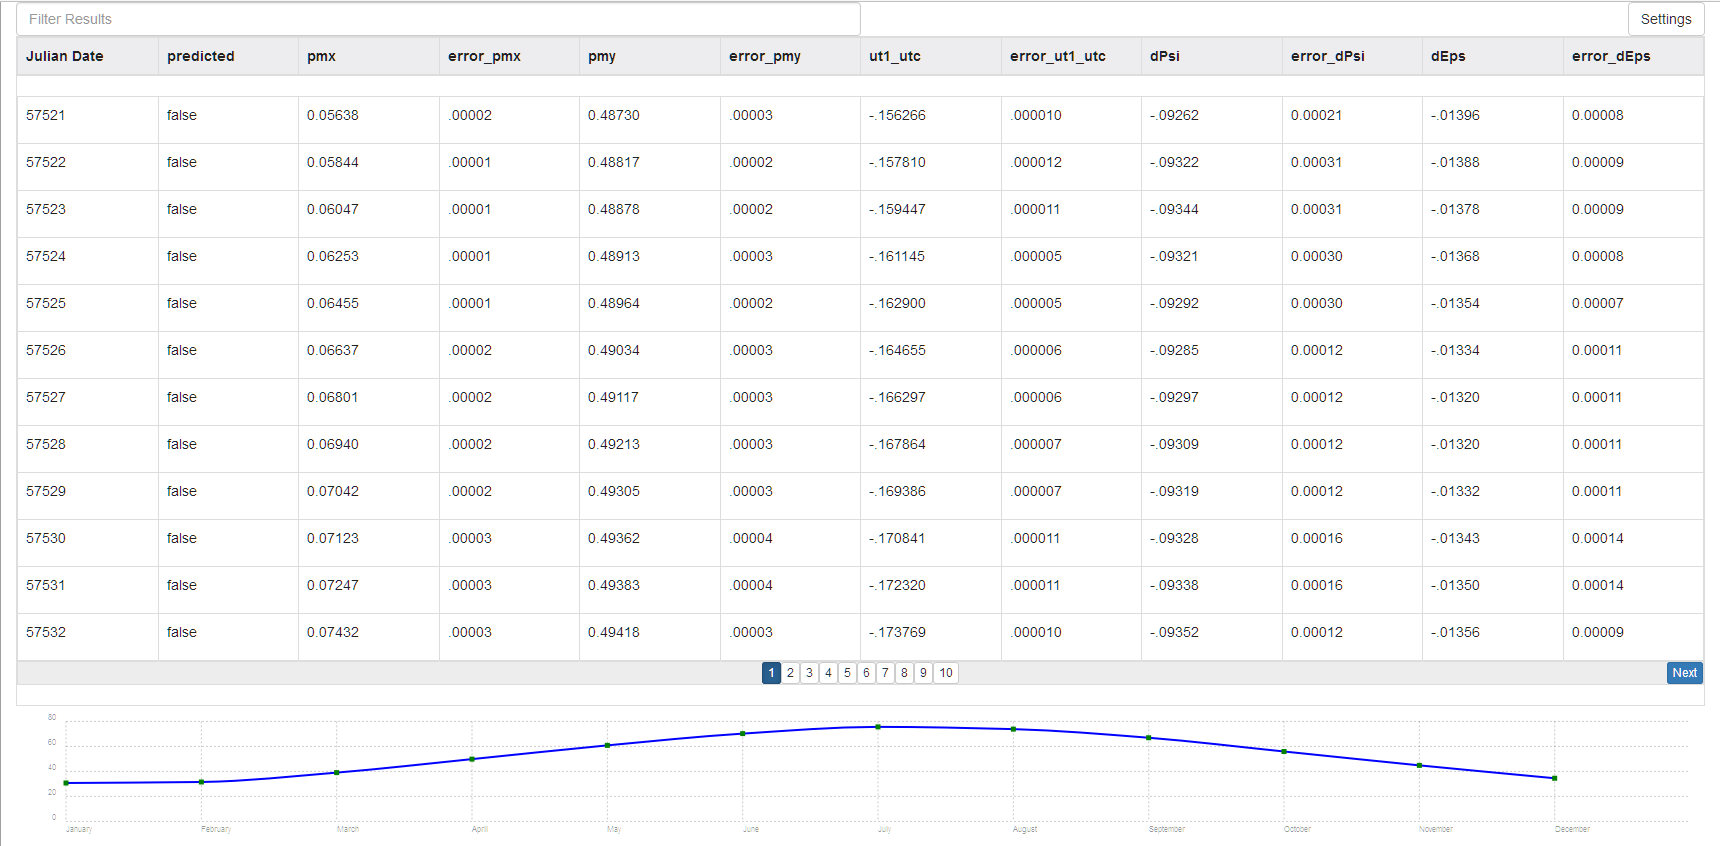 Filter Results Settings
Julian Date predicted pmx error_pmx pmy error_pmy ut1_utc error_ut1_utc dPsi error_dPsi dEps error_dEps
57521 false 0.05638 .00002 0.48730 .00003 -.156266 .000010 -.09262 0.00021 -.01396 0.00008
57522 false 0.05844 .00001 0.48817 .00002 -.157810 .000012 -.09322 0.00031 -.01388 0.00009
57523 false 0.06047 .00001 0.48878 .00002 -.159447 .000011 -.09344 0.00031 -.01378 0.00009
57524 false 0.06253 .00001 0.48913 .00003 -.161145 .000005 -.09321 0.00030 -.01368 0.00008
57525 false 0.06455 .00001 0.48964 .00002 -.162900 .000005 -.09292 0.00030 -.01354 0.00007
57526 false 0.06637 .00002 0.49034 .00003 -.164655 .000006 -.09285 0.00012 -.01334 0.00011
57527 false 0.06801 .00002 0.49117 .00003 -.166297 .000006 -.09297 0.00012 -.01320 0.00011
57528 false 0.06940 .00002 0.49213 .00003 -.167864 .000007 -.09309 0.00012 -.01320 0.00011
57529 false 0.07042 .00002 0.49305 .00003 -.169386 .000007 -.09319 0.00012 -.01332 0.00011
57530 false 0.07123 .00003 0.49362 .00004 -.170841 .000011 -.09328 0.00016 -.01343 0.00014
57531 false 0.07247 .00003 0.49383 .00004 -.172320 .000011 -.09338 0.00016 -.01350 0.00014
57532 false 0.07432 .00003 0.49418 .00003 -.173769 .000010 -.09352 0.00012 -.01356 0.00009
1 2 3 4 5 6 7 8 9 10 Next
80
60
40
20
0
January February March April May June July August September October November December